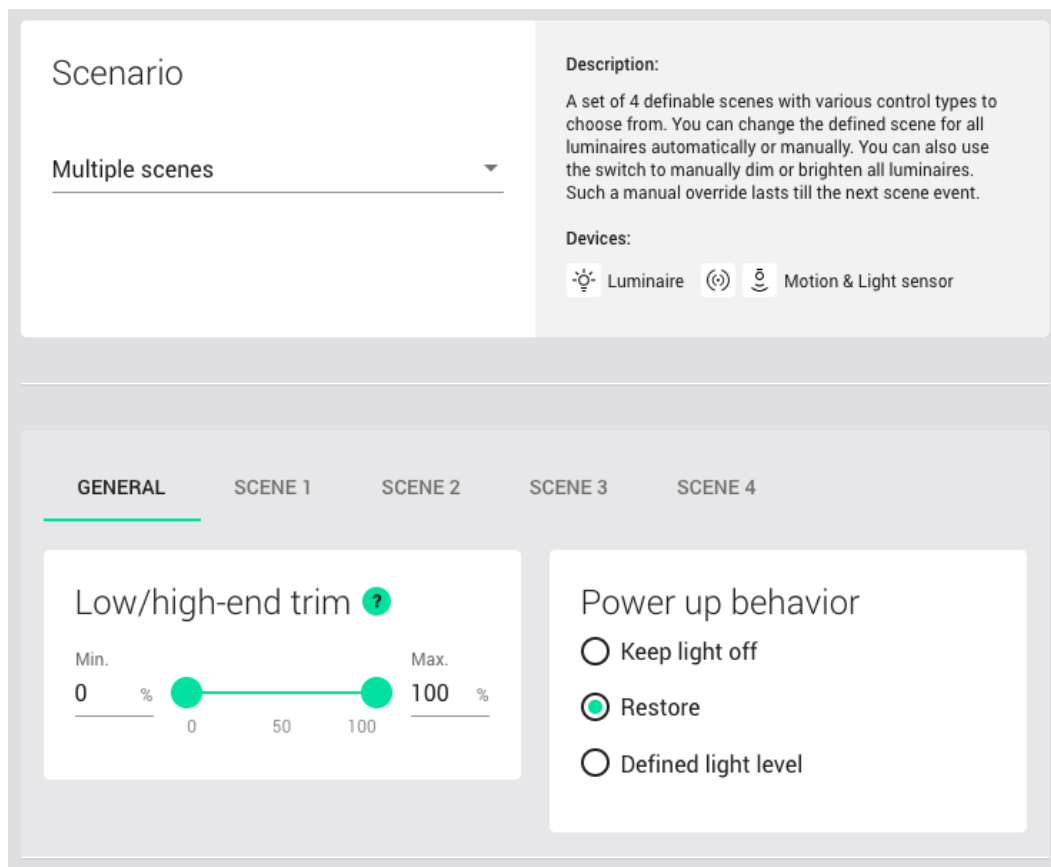 Scenario
Multiple scenes
Description:
A set of 4 definable scenes with various control types to
choose from. You can change the defined scene for all
luminaires automatically or manually. You can also use
the switch to manually dim or brighten all luminaires.
Such a manual override lasts till the next scene event.
Devices:
Luminaire Motion & Light sensor
GENERAL SCENE 1 SCENE 2 SCENE 3 SCENE 4
Low/high-end trim ?
Min. Max.
0 % 100 %
0 50 100
Power up behavior
Keep light off
Restore
Defined light level